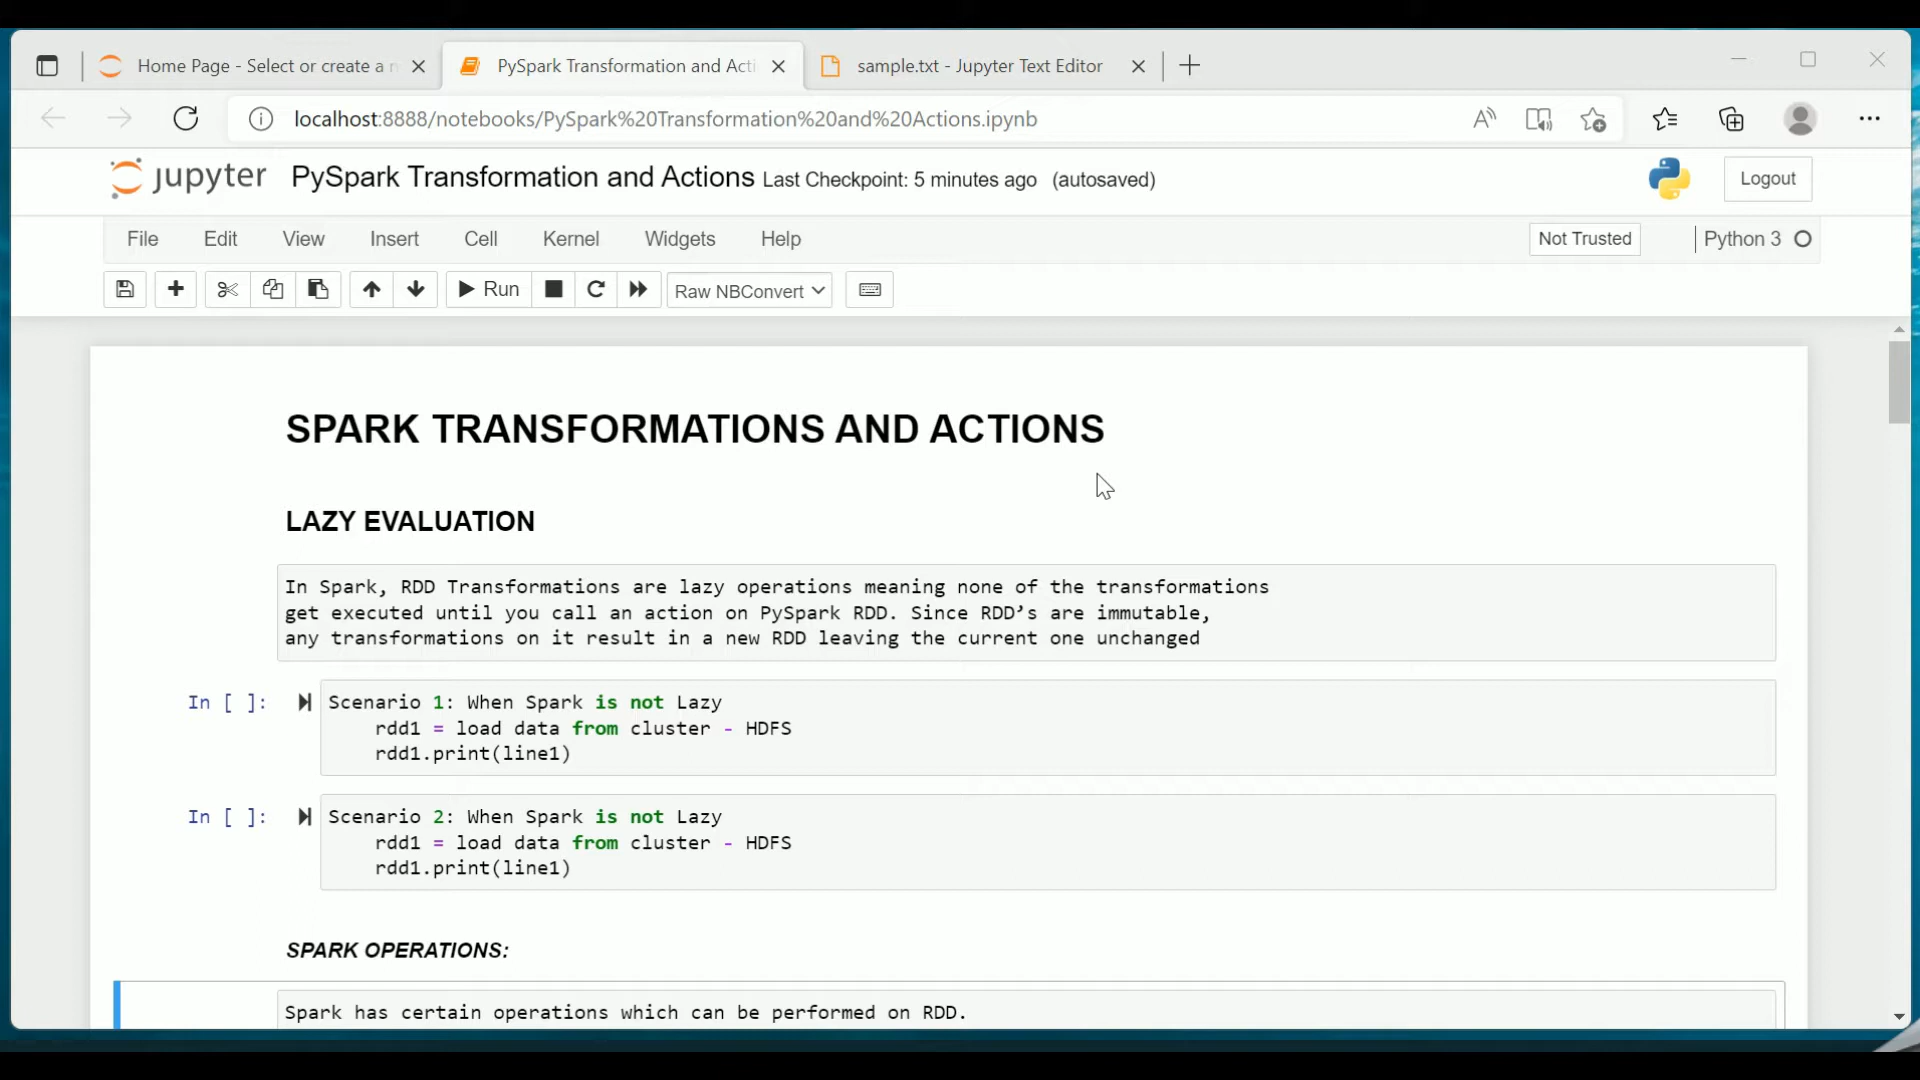 Home Page - Select or create a n
PySpark Transformation and Acti
sample.txt - Jupyter Text Editor
localhost:8888/notebooks/PySpark%20Transformation%20and%20Actions.ipynb
jupyter PySpark Transformation and Actions Last Checkpoint: 5 minutes ago (autosaved)
Logout
File Edit View Insert Cell Kernel Widgets Help
Not Trusted
Python 3
Run
Raw NBConvert
SPARK TRANSFORMATIONS AND ACTIONS
LAZY EVALUATION
In Spark, RDD Transformations are lazy operations meaning none of the transformations
get executed until you call an action on PySpark RDD. Since RDD’s are immutable,
any transformations on it result in a new RDD leaving the current one unchanged
In [ ]:
Scenario 1: When Spark is not Lazy
rdd1 = load data from cluster - HDFS
rdd1.print(line1)
In [ ]:
Scenario 2: When Spark is not Lazy
rdd1 = load data from cluster - HDFS
rdd1.print(line1)
SPARK OPERATIONS:
Spark has certain operations which can be performed on RDD.